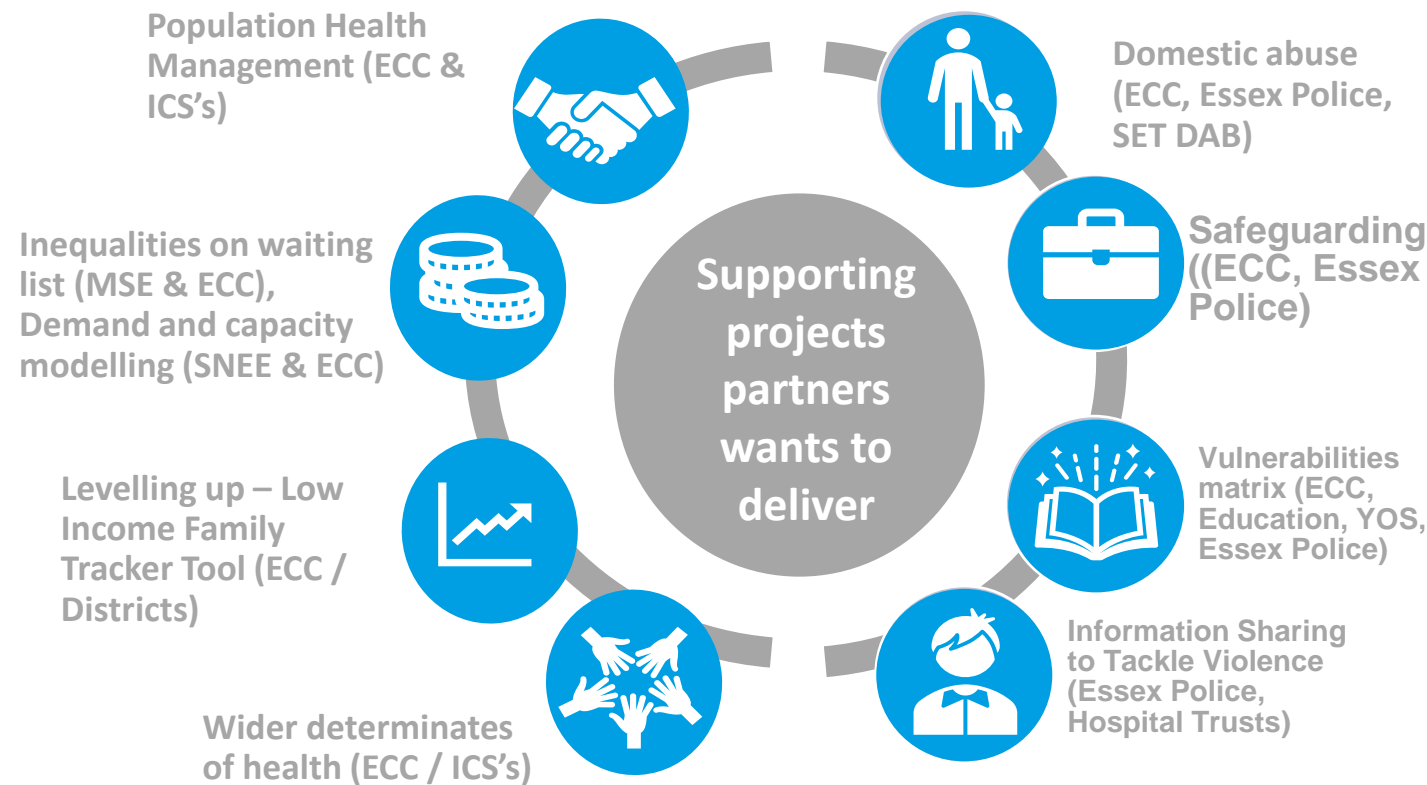 Population Health
Management (ECC &
ICS’s)
Domestic abuse
(ECC, Essex Police,
SET DAB)
Inequalities on waiting
list (MSE & ECC),
Demand and capacity
modelling (SNEE & ECC)
Safeguarding
((ECC, Essex
Police)
Supporting
projects
partners
wants to
deliver
Levelling up – Low
Income Family
Tracker Tool (ECC /
Districts)
Vulnerabilities
matrix (ECC,
Education, YOS,
Essex Police)
Wider determinates
of health (ECC / ICS’s)
Information Sharing
to Tackle Violence
(Essex Police,
Hospital Trusts)